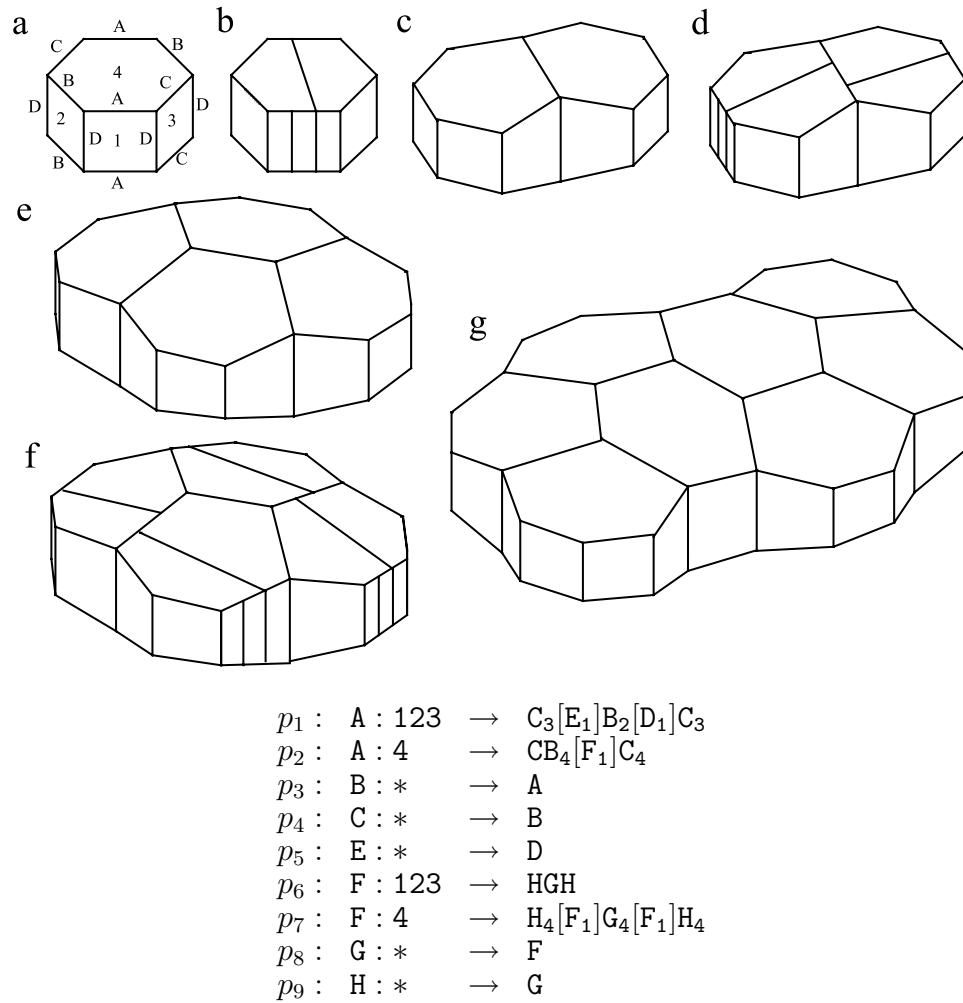 a
b
c
d
A
C
B
4
B
C
A
D
D
2
3
D
1
D
B
C
A
e
g
f
p₁ : A : 123 → C₃[E₁]B₂[D₁]C₃
p₂ : A : 4 → CB₄[F₁]C₄
p₃ : B : * → A
p₄ : C : * → B
p₅ : E : * → D
p₆ : F : 123 → HGH
p₇ : F : 4 → H₄[F₁]G₄[F₁]H₄
p₈ : G : * → F
p₉ : H : * → G